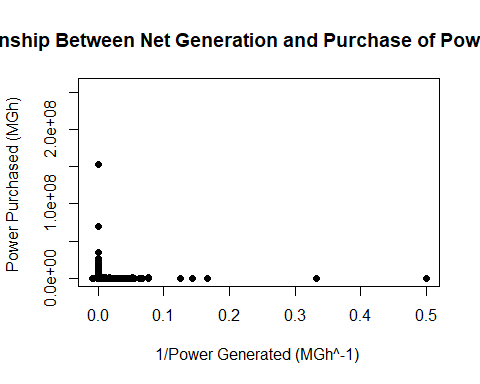 nship Between Net Generation and Purchase of Pow
Power Purchased (MGh)
0.0e+00 1.0e+08 2.0e+08
0.0 0.1 0.2 0.3 0.4 0.5
1/Power Generated (MGh^-1)